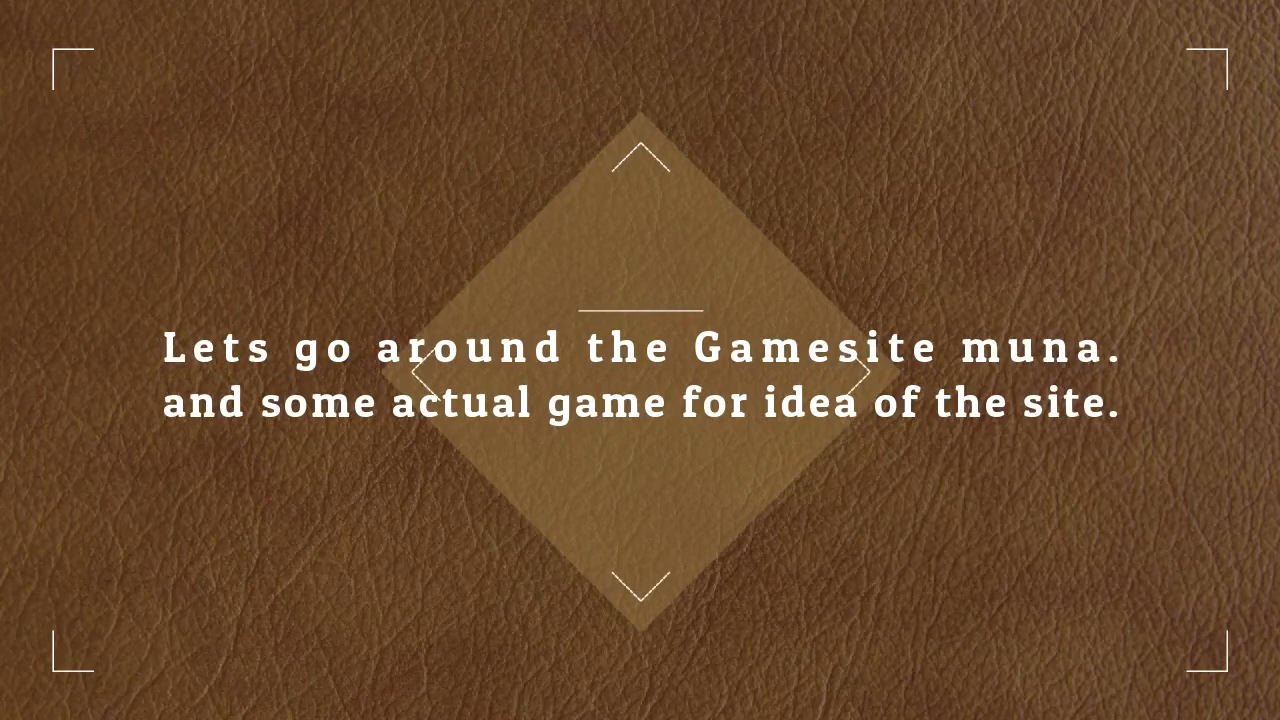 Lets go around the Gamesite muna.
and some actual game for idea of the site.